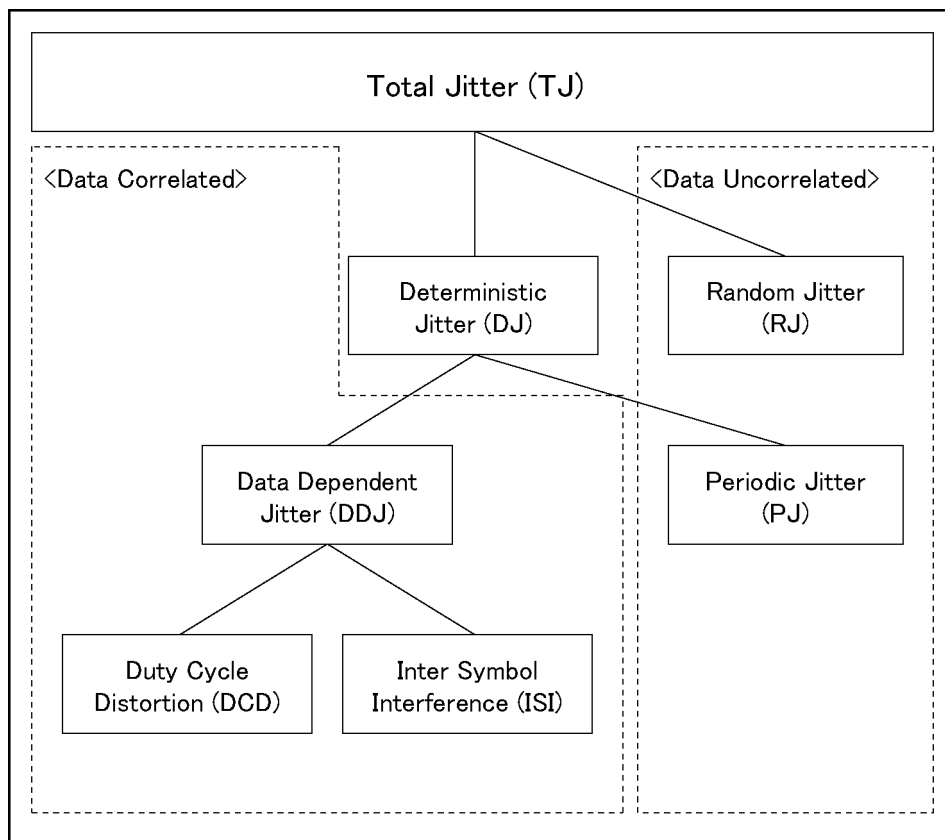 Total Jitter (TJ)
<Data Correlated>
<Data Uncorrelated>
Deterministic
Jitter (DJ)
Random Jitter
(RJ)
Data Dependent
Jitter (DDJ)
Periodic Jitter
(PJ)
Duty Cycle
Distortion (DCD)
Inter Symbol
Interference (ISI)